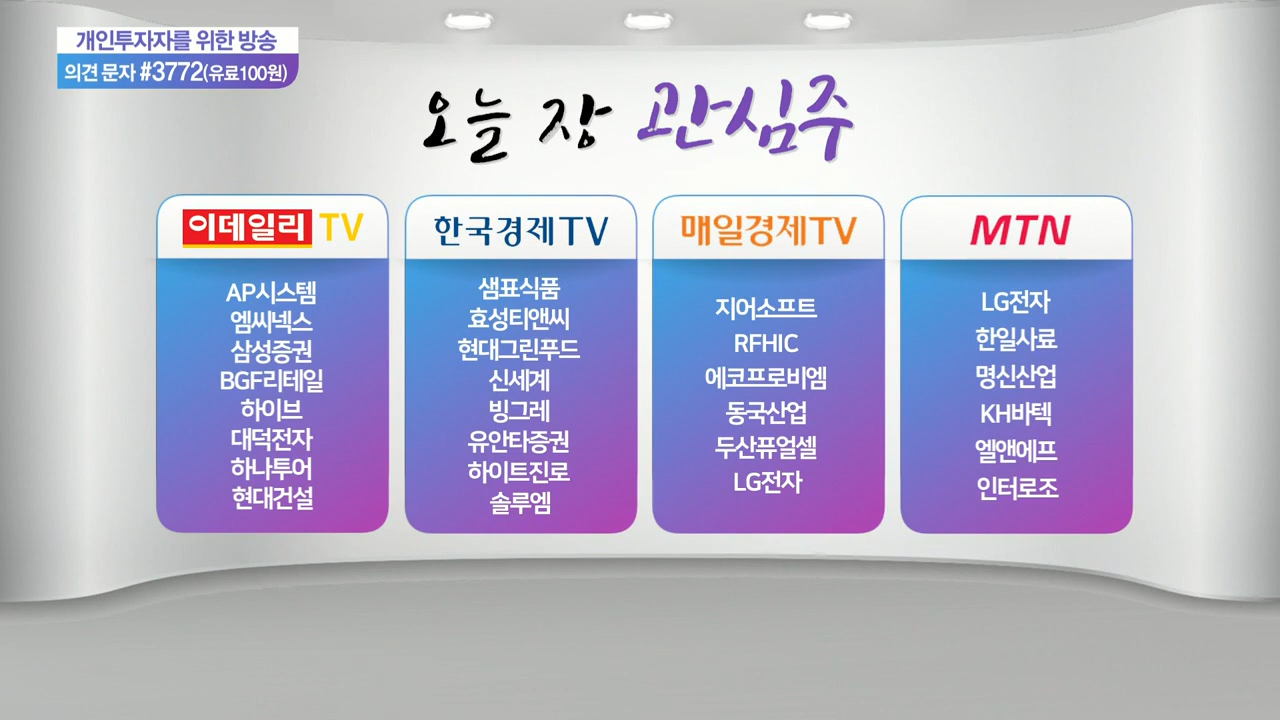 개인투자자를 위한 방송
의견 문자 #3772(유료100원)
오늘 장 관심주
이데일리 TV
AP시스템
엠씨넥스
삼성증권
BGF리테일
하이브
대덕전자
하나투어
현대건설
한국경제TV
샘표식품
효성티앤씨
현대그린푸드
신세계
빙그레
유안타증권
하이트진로
솔루엠
매일경제TV
지어소프트
RFHIC
에코프로비엠
동국산업
두산퓨얼셀
LG전자
MTN
LG전자
한일사료
명신산업
KH바텍
엘앤에프
인터로조